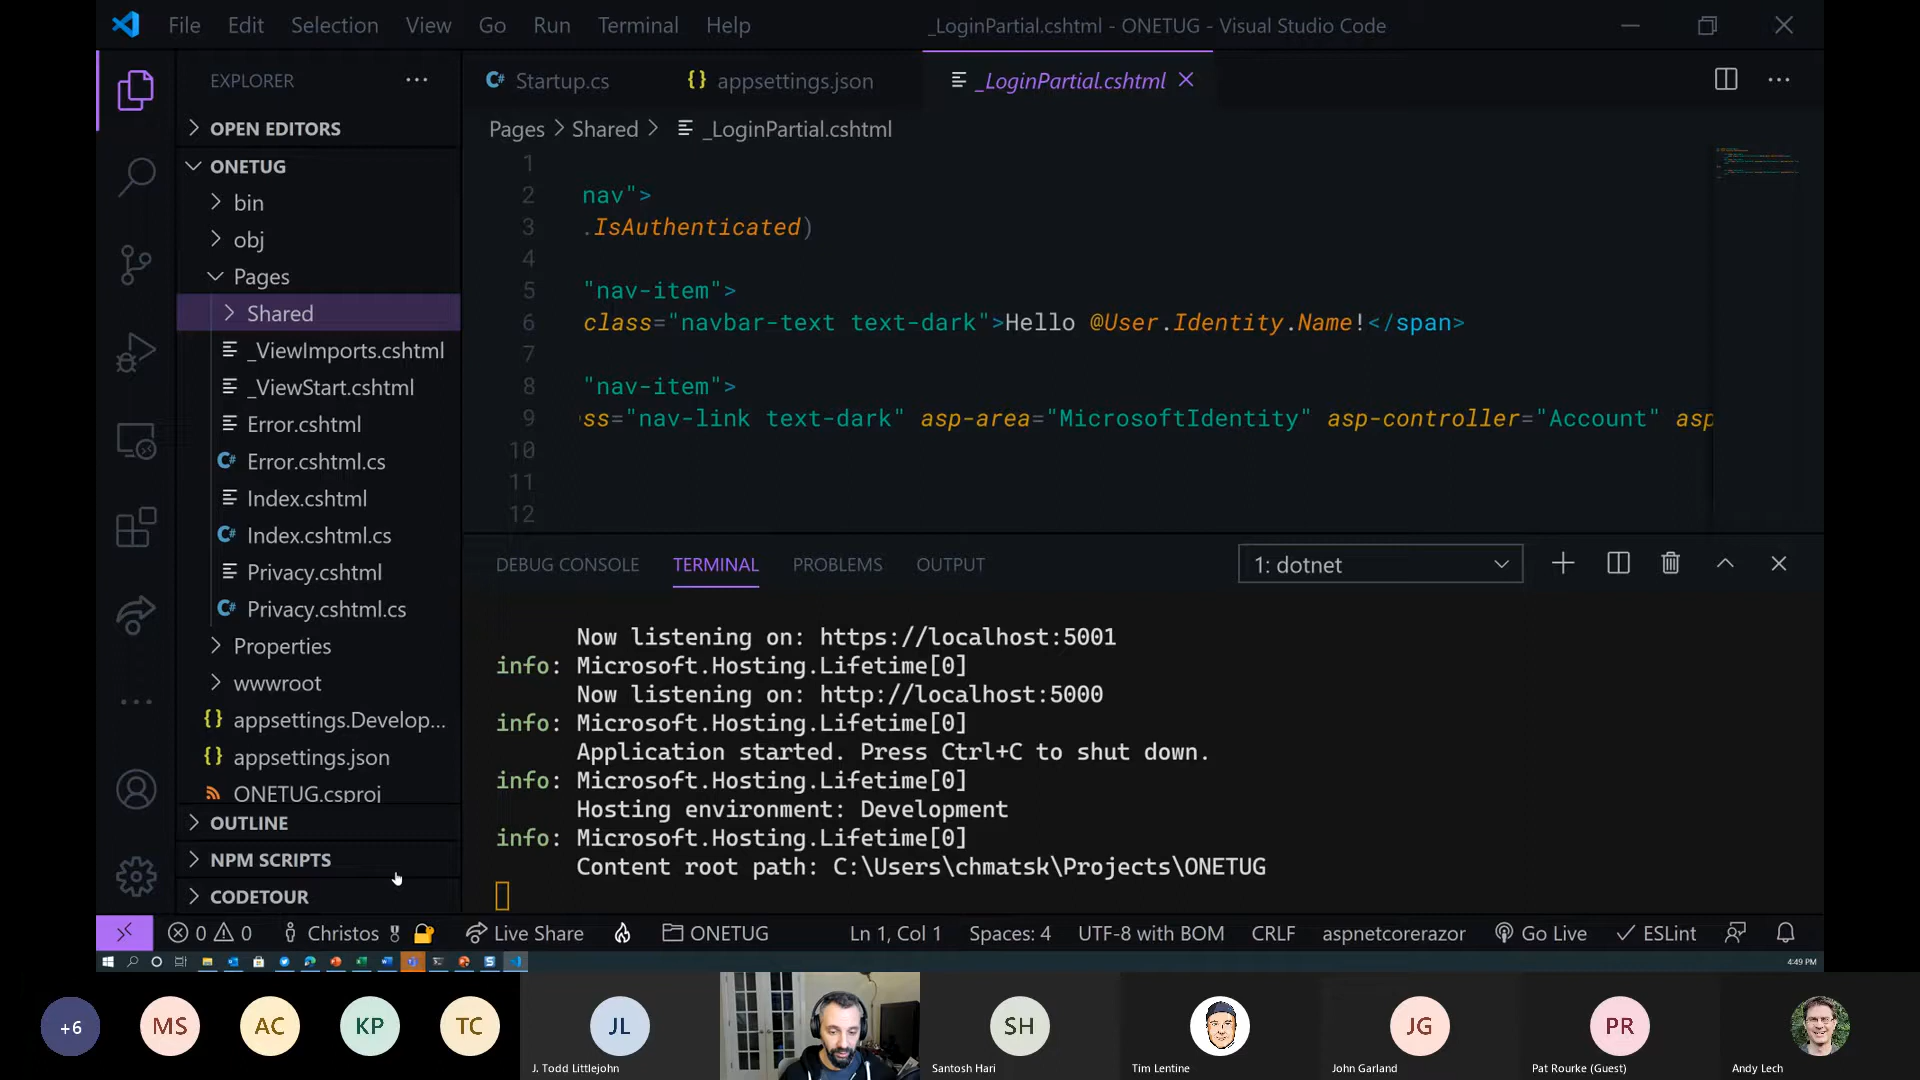 File Edit Selection View Go Run Terminal Help _LoginPartial.cshtml - ONETUG - Visual Studio Code
EXPLORER
OPEN EDITORS
ONETUG
bin
obj
Pages
Shared
_ViewImports.cshtml
_ViewStart.cshtml
Error.cshtml
Error.cshtml.cs
Index.cshtml
Index.cshtml.cs
Privacy.cshtml
Privacy.cshtml.cs
Properties
wwwroot
appsettings.Develop...
appsettings.json
ONETUG.csproj
OUTLINE
NPM SCRIPTS
CODETOUR
Startup.cs appsettings.json _LoginPartial.cshtml
Pages > Shared > _LoginPartial.cshtml
1
2 nav">
3 .IsAuthenticated)
4
5 "nav-item">
6 class="navbar-text text-dark">Hello @User.Identity.Name!</span>
7
8 "nav-item">
9 ss="nav-link text-dark" asp-area="MicrosoftIdentity" asp-controller="Account" asp
10
11
12
DEBUG CONSOLE TERMINAL PROBLEMS OUTPUT 1: dotnet
Now listening on: https://localhost:5001
info: Microsoft.Hosting.Lifetime[0]
Now listening on: http://localhost:5000
info: Microsoft.Hosting.Lifetime[0]
Application started. Press Ctrl+C to shut down.
info: Microsoft.Hosting.Lifetime[0]
Hosting environment: Development
info: Microsoft.Hosting.Lifetime[0]
Content root path: C:\Users\chmatsk\Projects\ONETUG
0 0 Christos Live Share ONETUG Ln 1, Col 1 Spaces: 4 UTF-8 with BOM CRLF aspnetcorerazor Go Live ESLint
4:49 PM
+6 MS AC KP TC JL SH JG PR
J. Todd Littlejohn Santosh Hari Tim Lentine John Garland Pat Rourke (Guest) Andy Lech